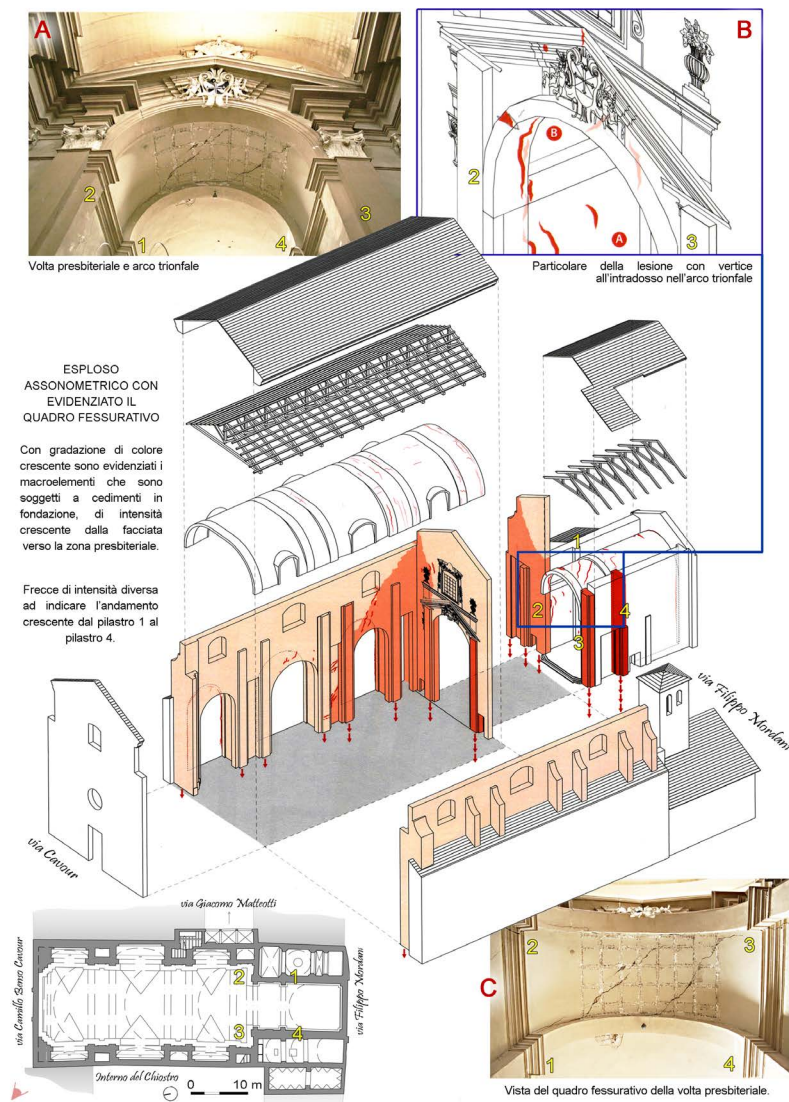 A
2
3
1
4
Volta presbiteriale e arco trionfale
B
B
2
A
3
Particolare della lesione con vertice
all'intradosso nell'arco trionfale
ESPLOSO
ASSONOMETRICO CON
EVIDENZIATO IL
QUADRO FESSURATIVO
Con gradazione di colore
crescente sono evidenziati i
macroelementi che sono
soggetti a cedimenti in
fondazione, di intensità
crescente dalla facciata
verso la zona presbiteriale.
Frecce di intensità diversa
ad indicare l'andamento
crescente dal pilastro 1 al
pilastro 4.
1
2
4
3
via Filippo Mordani
via Cavour
via Giacomo Matteotti
via Camillo Benso Cavour
2
1
3
4
via Filippo Mordani
Interno del Chiostro
0 10 m
2
3
C
1
4
Vista del quadro fessurativo della volta presbiteriale.